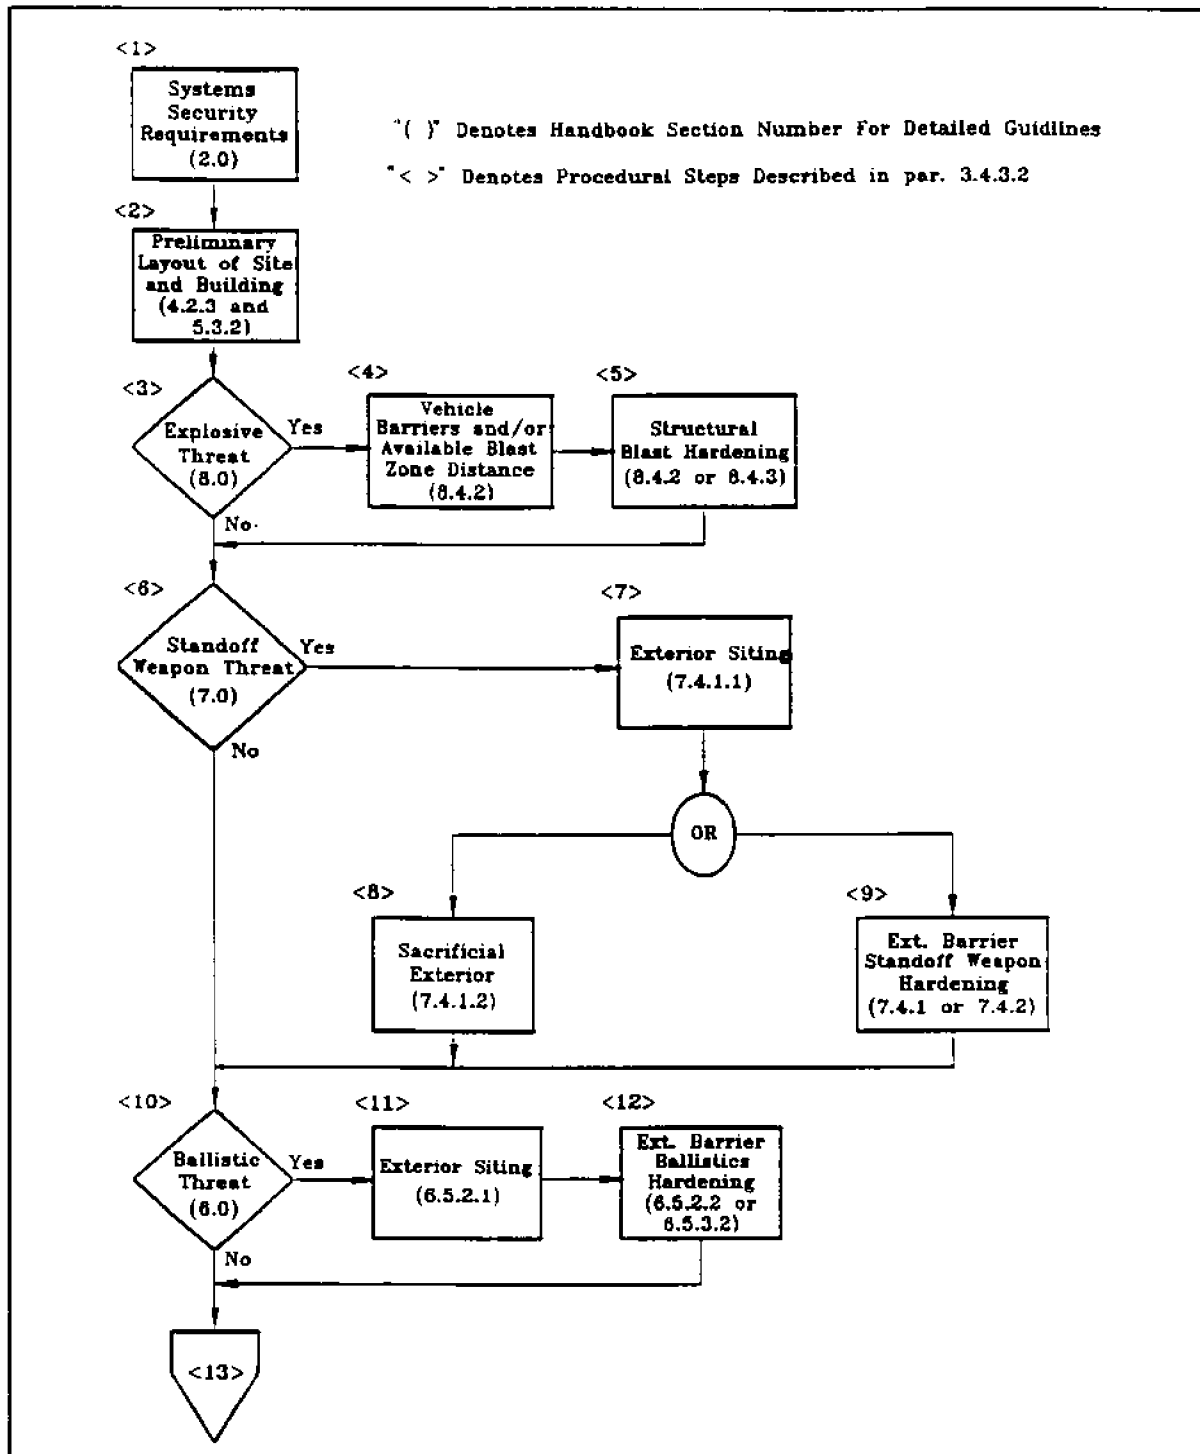 <1>
Systems
Security
Requirements
(2.0)
"( )" Denotes Handbook Section Number For Detailed Guidlines
"< >" Denotes Procedural Steps Described in par. 3.4.3.2
<2>
Preliminary
Layout of Site
and Building
(4.2.3 and
5.3.2)
<3>
Explosive
Threat
(8.0)
Yes
No
<4>
Vehicle
Barriers and/or
Available Blast
Zone Distance
(8.4.2)
<5>
Structural
Blast Hardening
(8.4.2 or 8.4.3)
<6>
Standoff
Weapon Threat
(7.0)
Yes
No
<7>
Exterior Siting
(7.4.1.1)
OR
<8>
Sacrificial
Exterior
(7.4.1.2)
<9>
Ext. Barrier
Standoff Weapon
Hardening
(7.4.1 or 7.4.2)
<10>
Ballistic
Threat
(6.0)
Yes
No
<11>
Exterior Siting
(6.5.2.1)
<12>
Ext. Barrier
Ballistics
Hardening
(6.5.2.2 or
6.5.3.2)
<13>